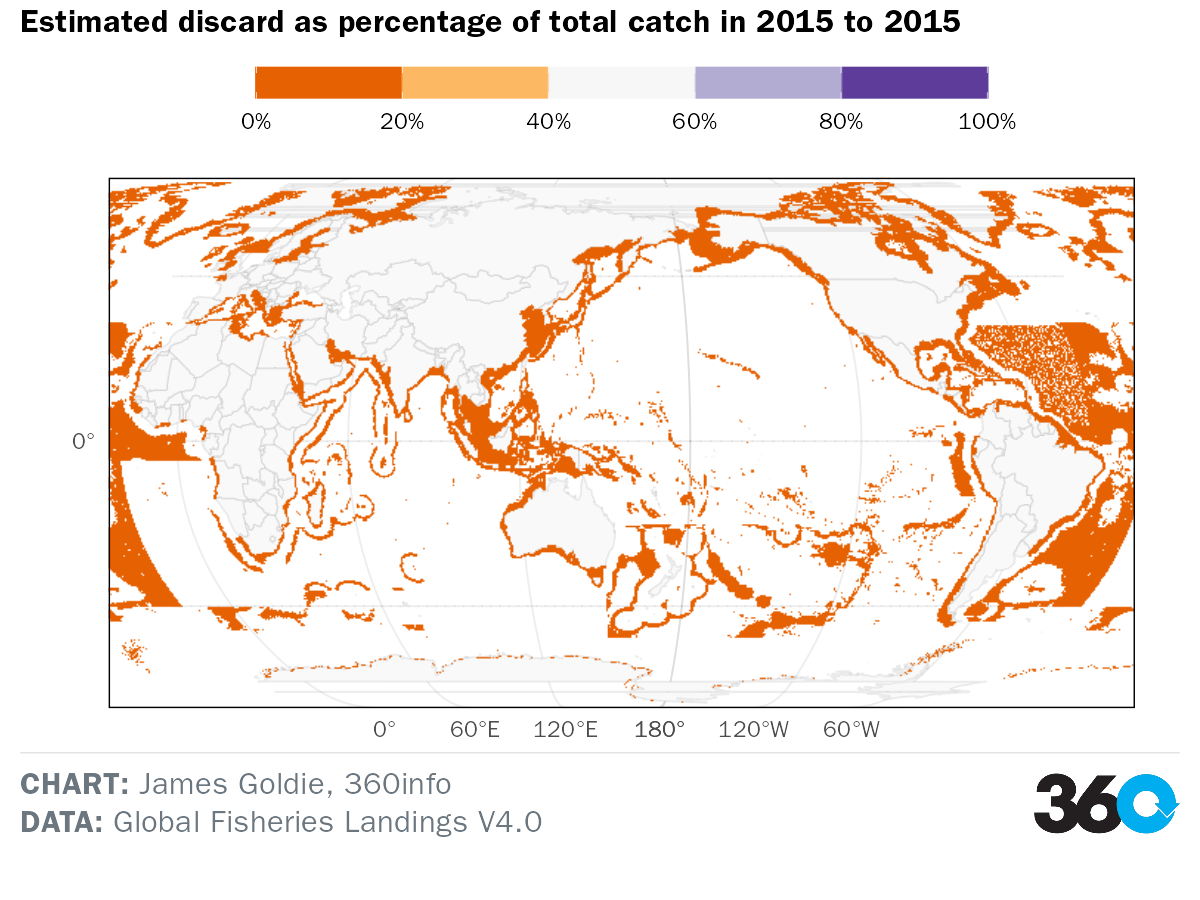 Estimated discard as percentage of total catch in 2015 to 2015
0% 20% 40% 60% 80% 100%
0°
0° 60°E 120°E 180° 120°W 60°W
CHART: James Goldie, 360info
DATA: Global Fisheries Landings V4.0
360